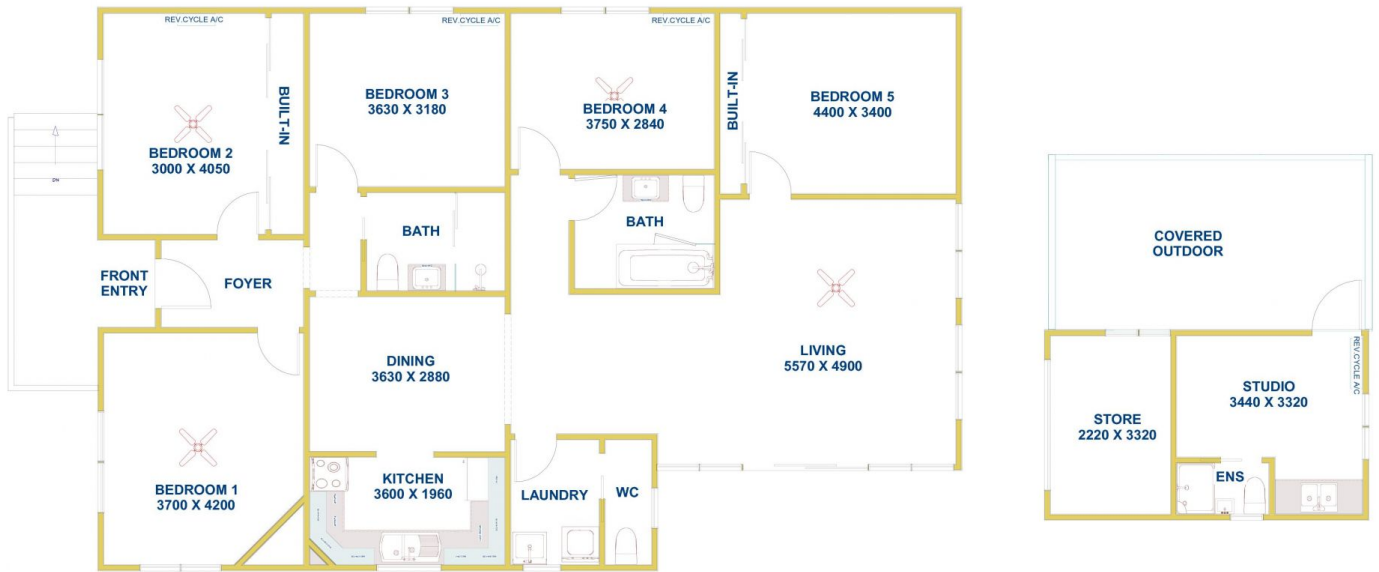 REV.CYCLE A/C
BUILT-IN
BEDROOM 2
3000 X 4050
REV.CYCLE A/C
BEDROOM 3
3630 X 3180
REV.CYCLE A/C
BEDROOM 4
3750 X 2840
BUILT-IN
BEDROOM 5
4400 X 3400
BATH
BATH
FRONT
ENTRY
FOYER
DINING
3630 X 2880
LIVING
5570 X 4900
BEDROOM 1
3700 X 4200
KITCHEN
3600 X 1960
LAUNDRY
WC
COVERED
OUTDOOR
REV.CYCLE A/C
STUDIO
3440 X 3320
STORE
2220 X 3320
ENS